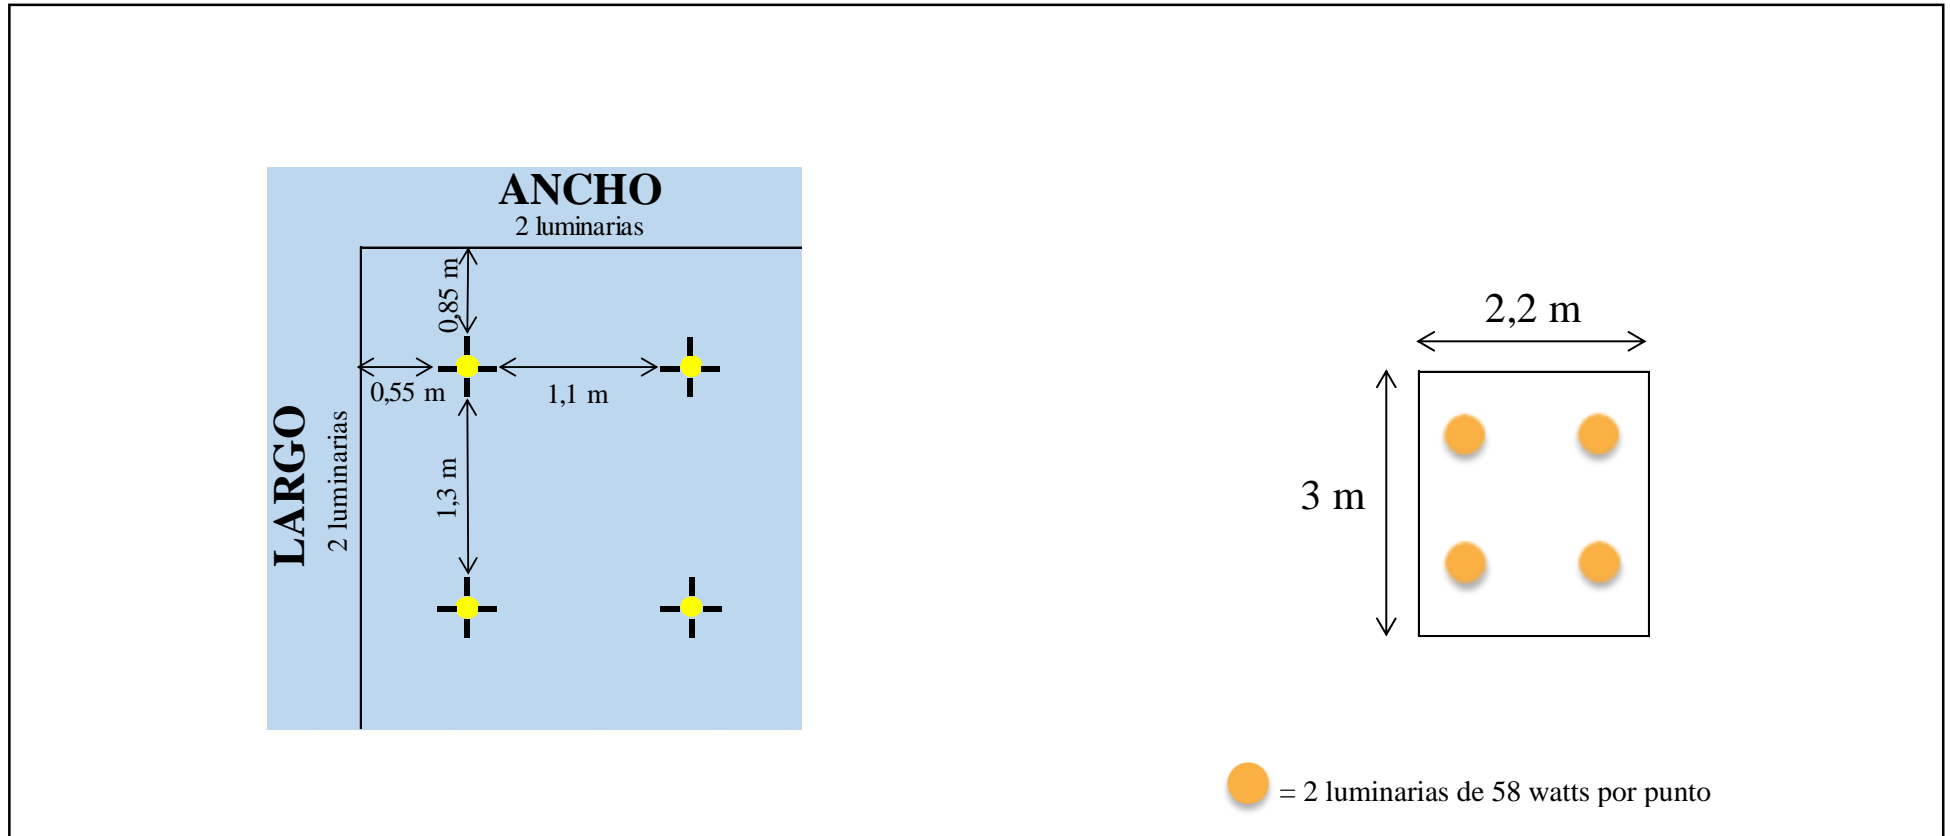 ANCHO
2 luminarias
0,85 m
0,55 m
1,1 m
1,3 m
LARGO
2 luminarias
2,2 m
3 m
= 2 luminarias de 58 watts por punto